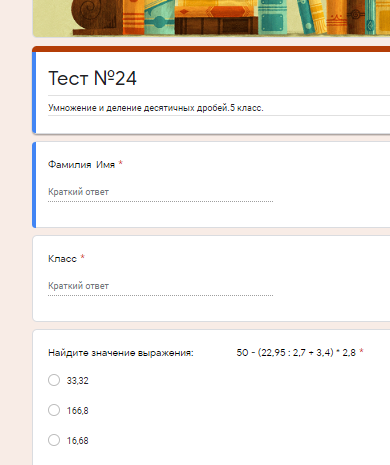 Тест №24
Умножение и деление десятичных дробей.5 класс.
Фамилия Имя *
Краткий ответ
Класс *
Краткий ответ
Найдите значение выражения: 50 - (22,95 : 2,7 + 3,4) * 2,8 *
33,32
166,8
16,68